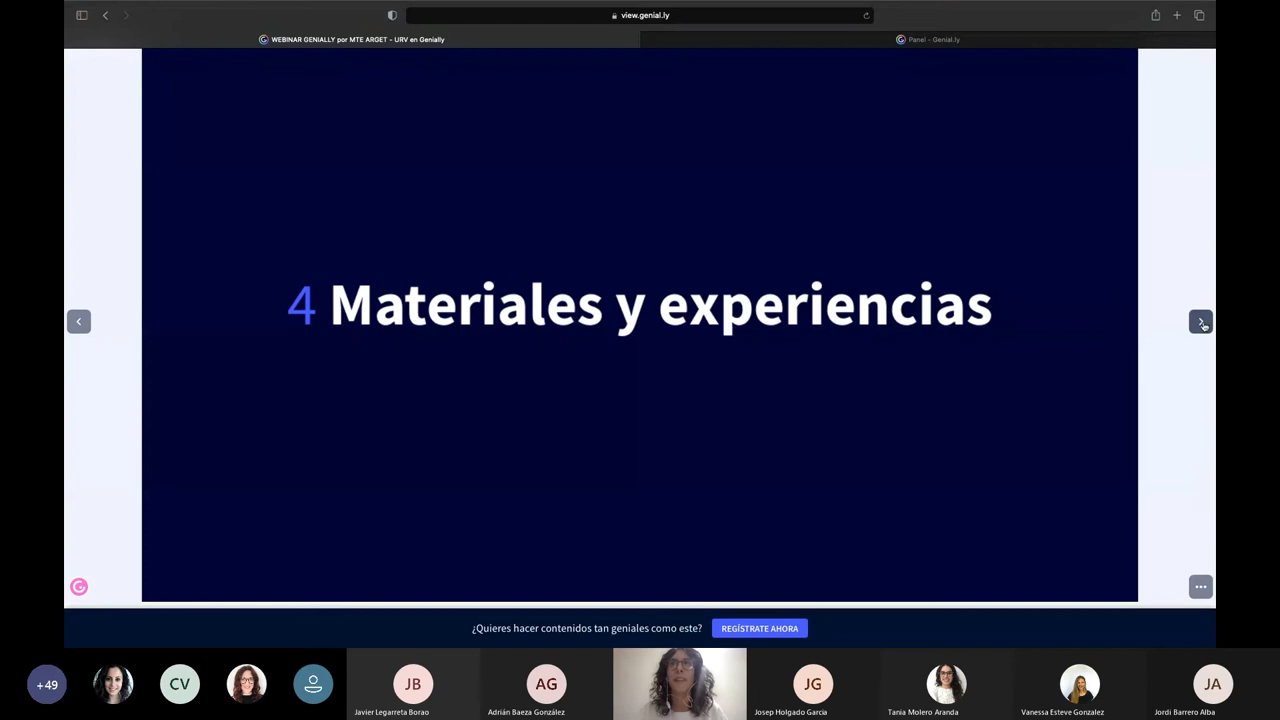 view.genial.ly
WEBINAR GENIALLY por MTE ARGET - URV en Genially
Panel - Genial.ly
4 Materiales y experiencias
¿Quieres hacer contenidos tan geniales como este?
REGÍSTRATE AHORA
+49
CV
JB
AG
JG
JA
Javier Legarreta Borao
Adrián Baeza González
Josep Holgado García
Tania Molero Aranda
Vanessa Esteve Gonzalez
Jordi Barrero Alba